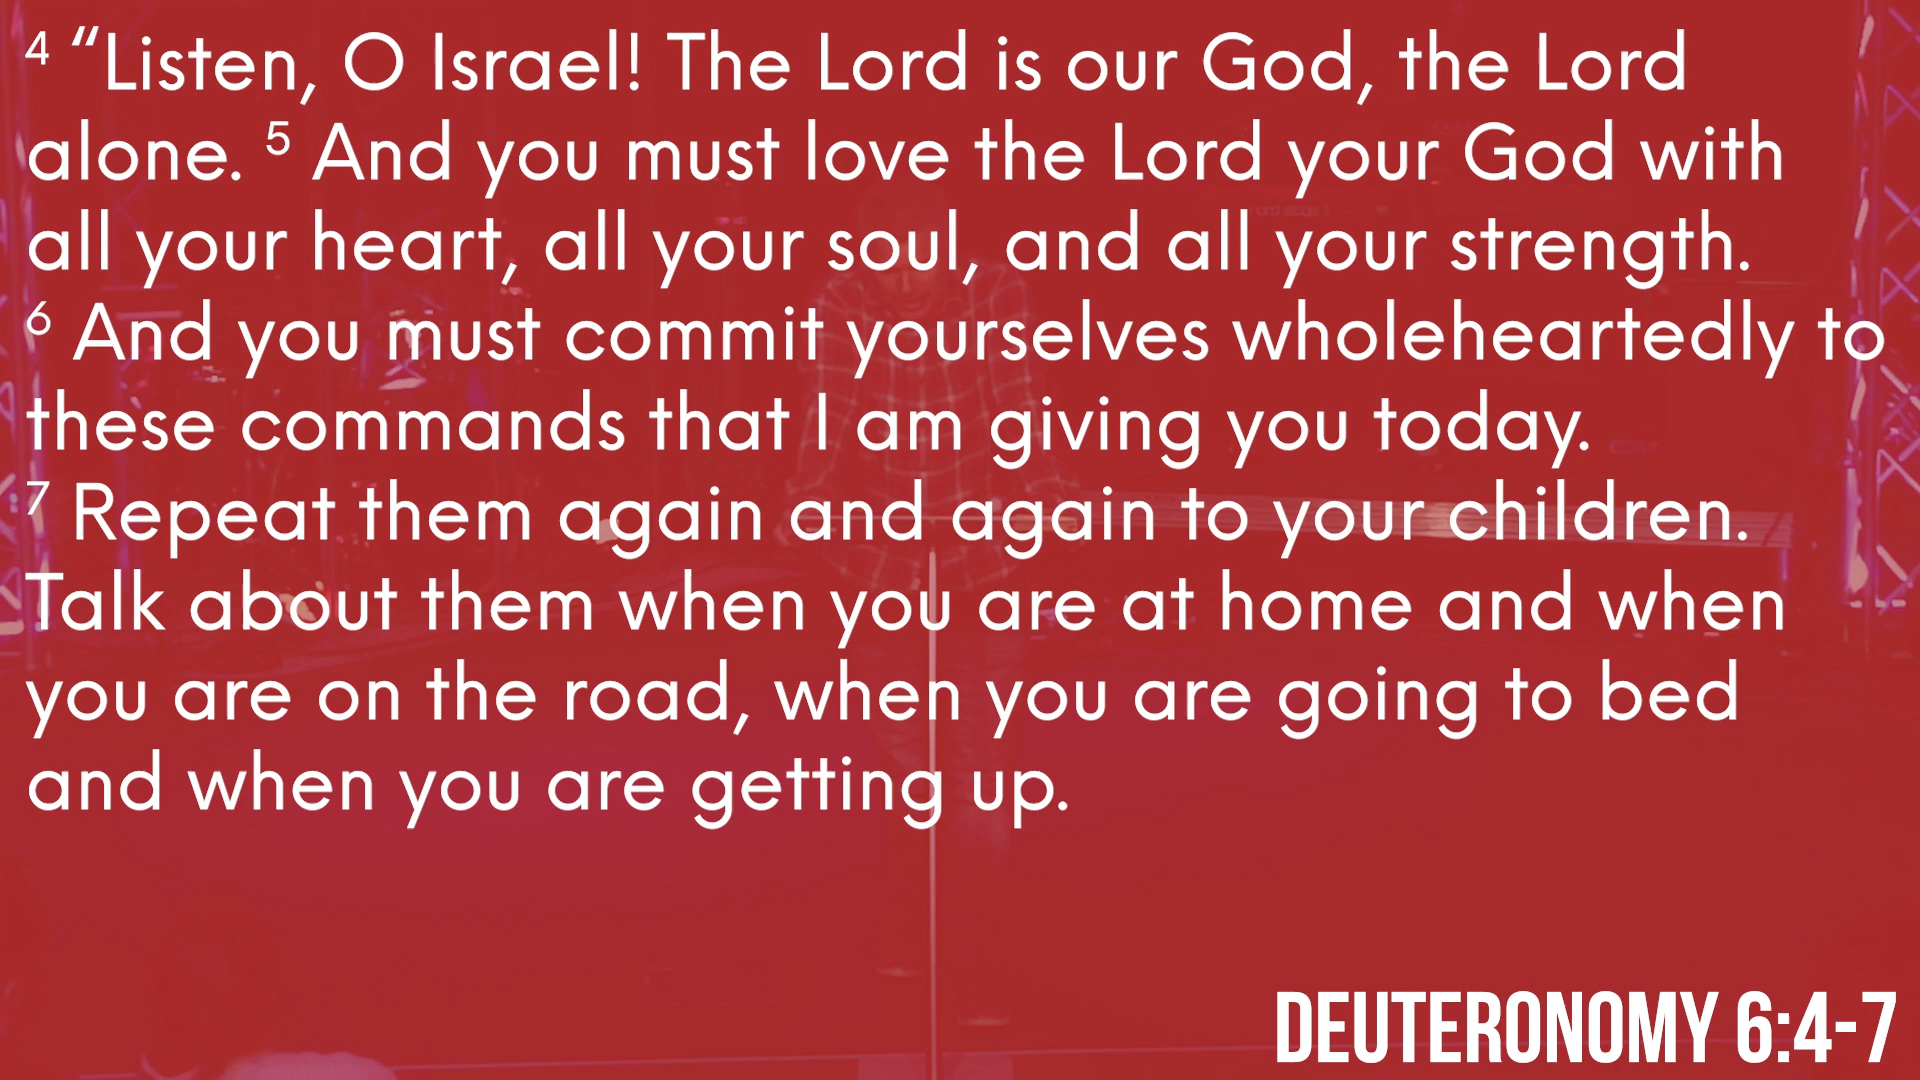 4 “Listen, O Israel! The Lord is our God, the Lord
alone. 5 And you must love the Lord your God with
all your heart, all your soul, and all your strength.
6 And you must commit yourselves wholeheartedly to
these commands that I am giving you today.
7 Repeat them again and again to your children.
Talk about them when you are at home and when
you are on the road, when you are going to bed
and when you are getting up.
DEUTERONOMY 6:4-7